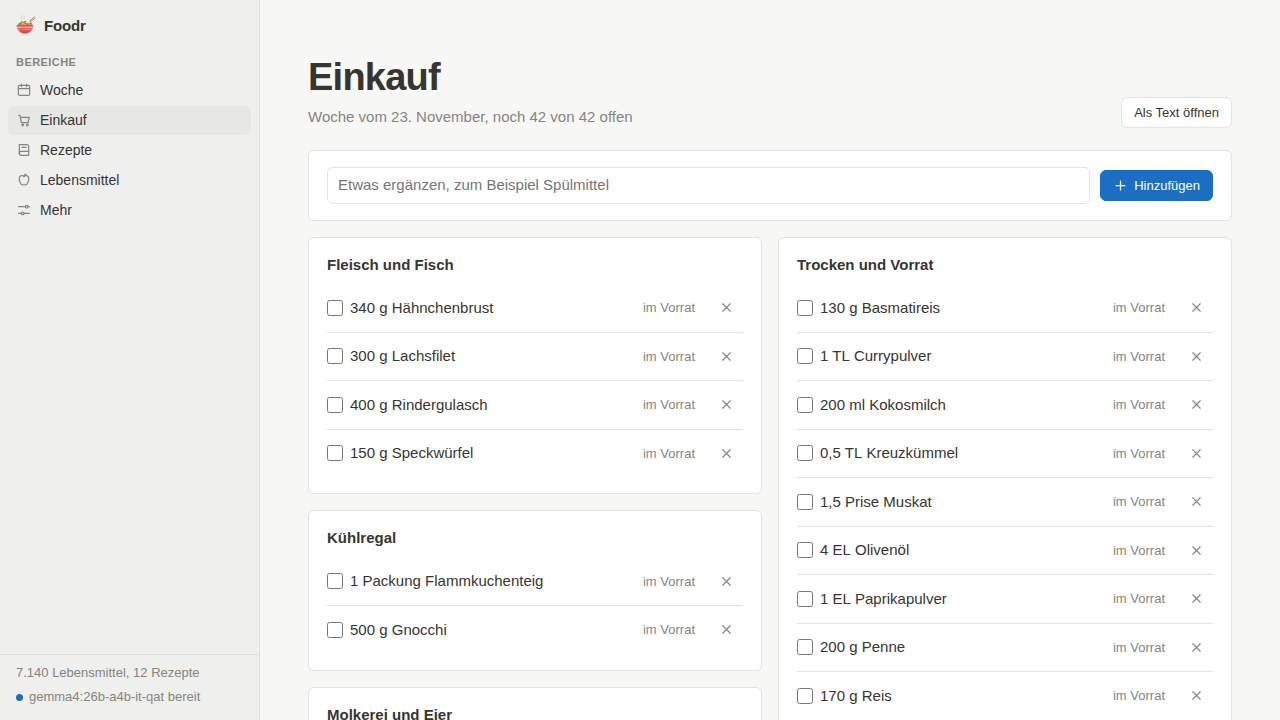 Foodr
BEREICHE
Woche
Einkauf
Rezepte
Lebensmittel
Mehr
7.140 Lebensmittel, 12 Rezepte
gemma4:26b-a4b-it-qat bereit
Einkauf
Woche vom 23. November, noch 42 von 42 offen
Als Text öffnen
Etwas ergänzen, zum Beispiel Spülmittel
Hinzufügen
Fleisch und Fisch
340 g Hähnchenbrust im Vorrat
300 g Lachsfilet im Vorrat
400 g Rindergulasch im Vorrat
150 g Speckwürfel im Vorrat
Kühlregal
1 Packung Flammkuchenteig im Vorrat
500 g Gnocchi im Vorrat
Molkerei und Eier
Trocken und Vorrat
130 g Basmatireis im Vorrat
1 TL Currypulver im Vorrat
200 ml Kokosmilch im Vorrat
0,5 TL Kreuzkümmel im Vorrat
1,5 Prise Muskat im Vorrat
4 EL Olivenöl im Vorrat
1 EL Paprikapulver im Vorrat
200 g Penne im Vorrat
170 g Reis im Vorrat